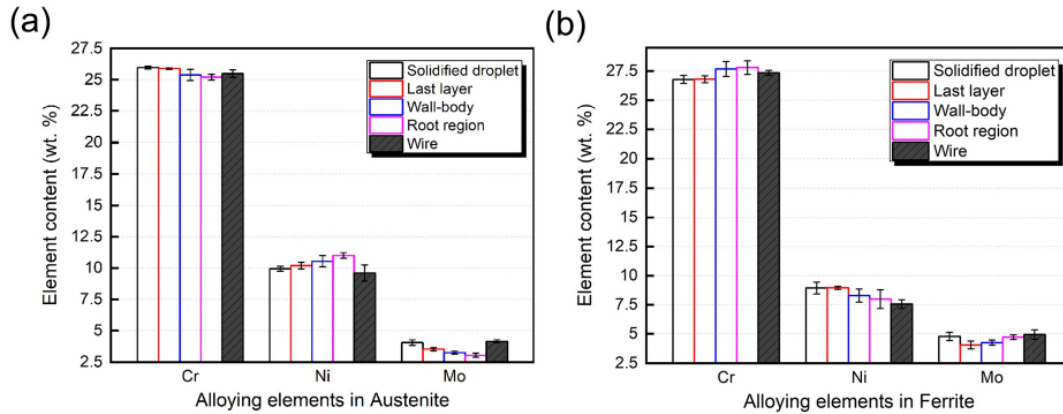 (a)
Element content (wt. %)
27.5
25
22.5
20
17.5
15
12.5
10
7.5
5
2.5
Solidified droplet
Last layer
Wall-body
Root region
Wire
Cr Ni Mo
Alloying elements in Austenite
(b)
Element content (wt. %)
27.5
25
22.5
20
17.5
15
12.5
10
7.5
5
2.5
Solidified droplet
Last layer
Wall-body
Root region
Wire
Cr Ni Mo
Alloying elements in Ferrite